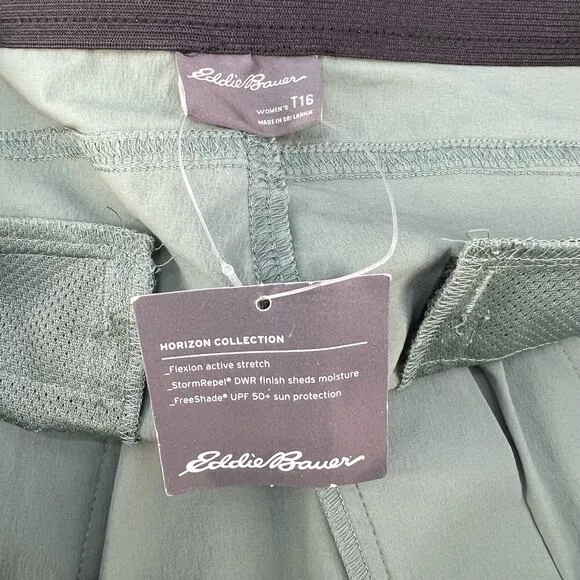 Eddie Bauer
WOMEN'S T16
MADE IN SRI LANKA
HORIZON COLLECTION
_Flexion active stretch
_StormRepel® DWR finish sheds moisture
_FreeShade® UPF 50+ sun protection
Eddie Bauer